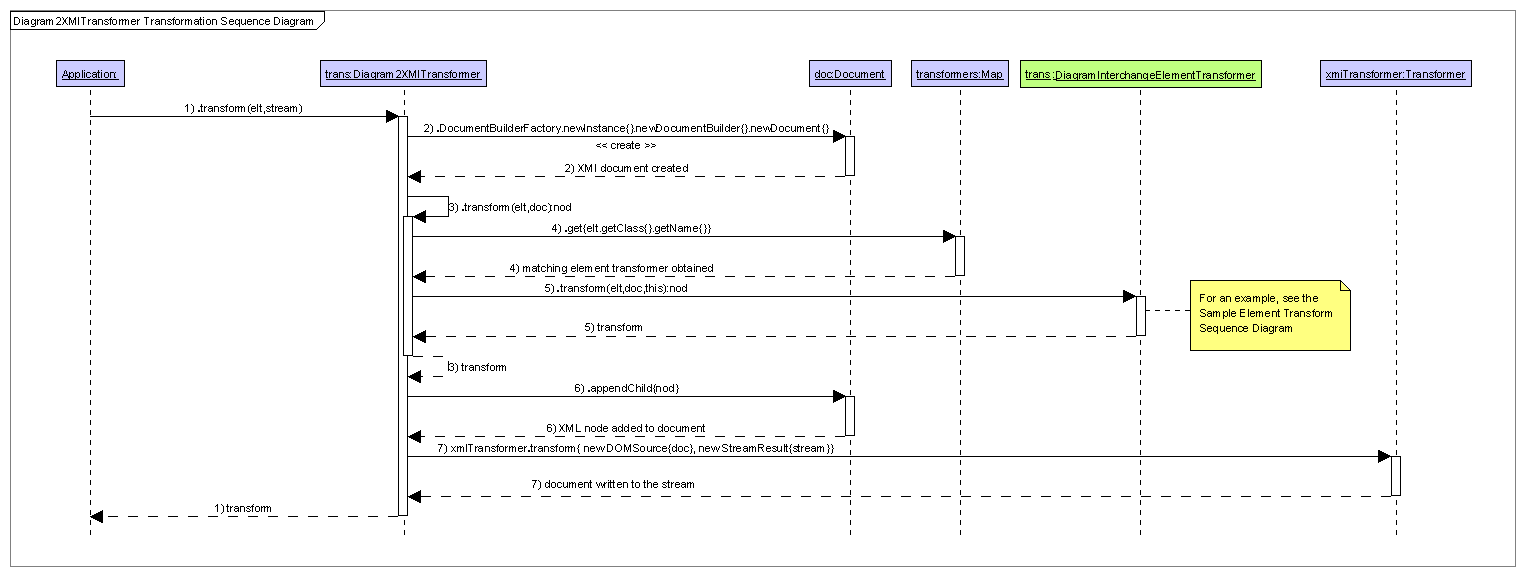 Diagram2XMITransformer Transformation Sequence Diagram
Application:
trans:Diagram2XMITransformer
doc:Document
transformers:Map
trans:DiagramInterchangeElementTransformer
xmiTransformer:Transformer
1) .transform(elt,stream)
2) .DocumentBuilderFactory.newInstance{}.newDocumentBuilder{}.newDocument{}
<< create >>
2) XMI document created
3) .transform(elt,doc):nod
4) .get{elt.getClass{}.getName{}}
4) matching element transformer obtained
5) .transform(elt,doc,this):nod
For an example, see the
Sample Element Transform
Sequence Diagram
5) transform
3) transform
6) .appendChild{nod}
6) XML node added to document
7) xmlTransformer.transform{ newDOMSource{doc}, newStreamResult{stream}}
7) document written to the stream
1) transform